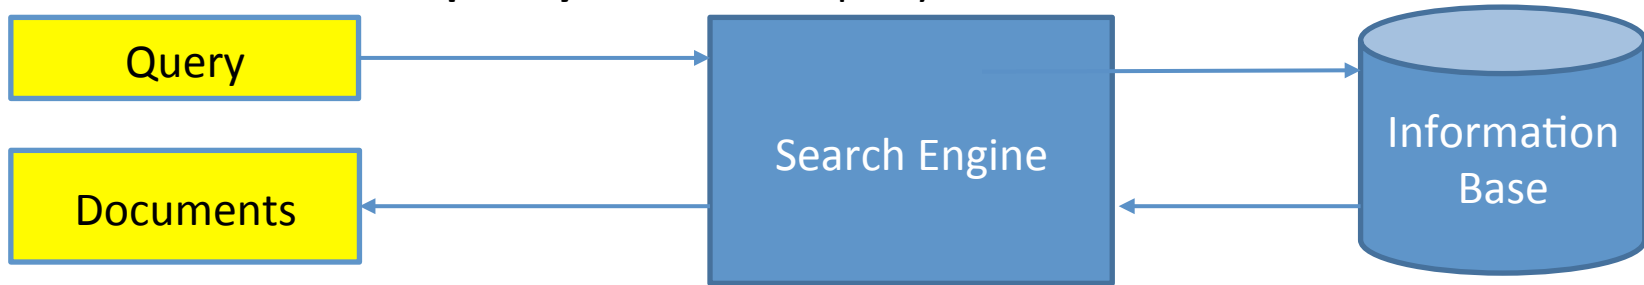 Query
Documents
Search Engine
Information
Base